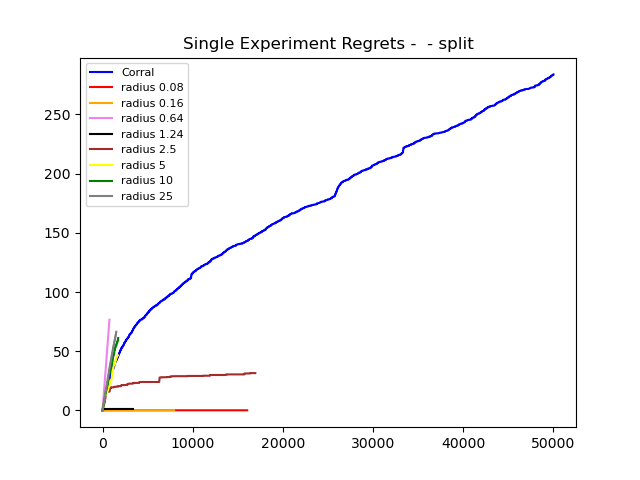 Single Experiment Regrets -  - split
Corral
radius 0.08
radius 0.16
radius 0.64
radius 1.24
radius 2.5
radius 5
radius 10
radius 25
250
200
150
100
50
0
0 10000 20000 30000 40000 50000